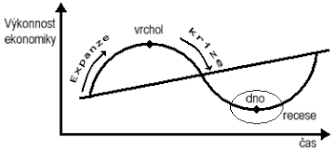 Výkonnost
ekonomiky
vrchol
Expanze
krize
dno
recese
čas